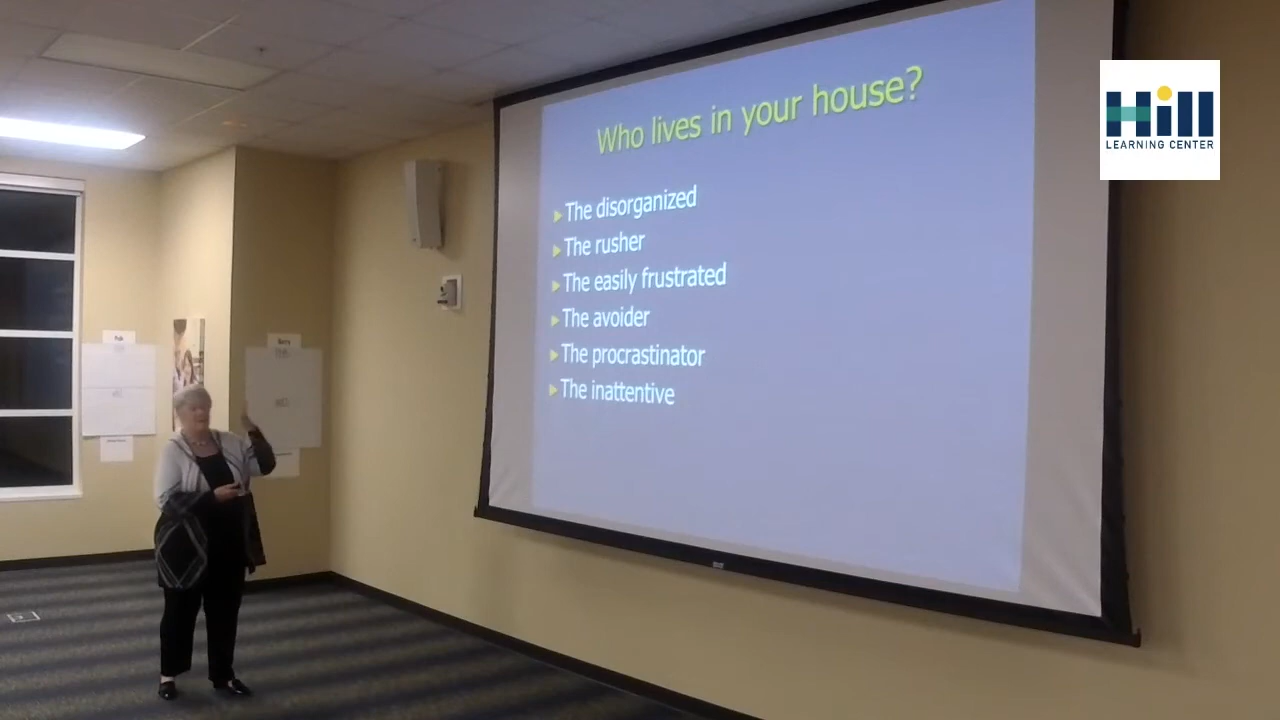 Who lives in your house?
The disorganized
The rusher
The easily frustrated
The avoider
The procrastinator
The inattentive
Hill
LEARNING CENTER